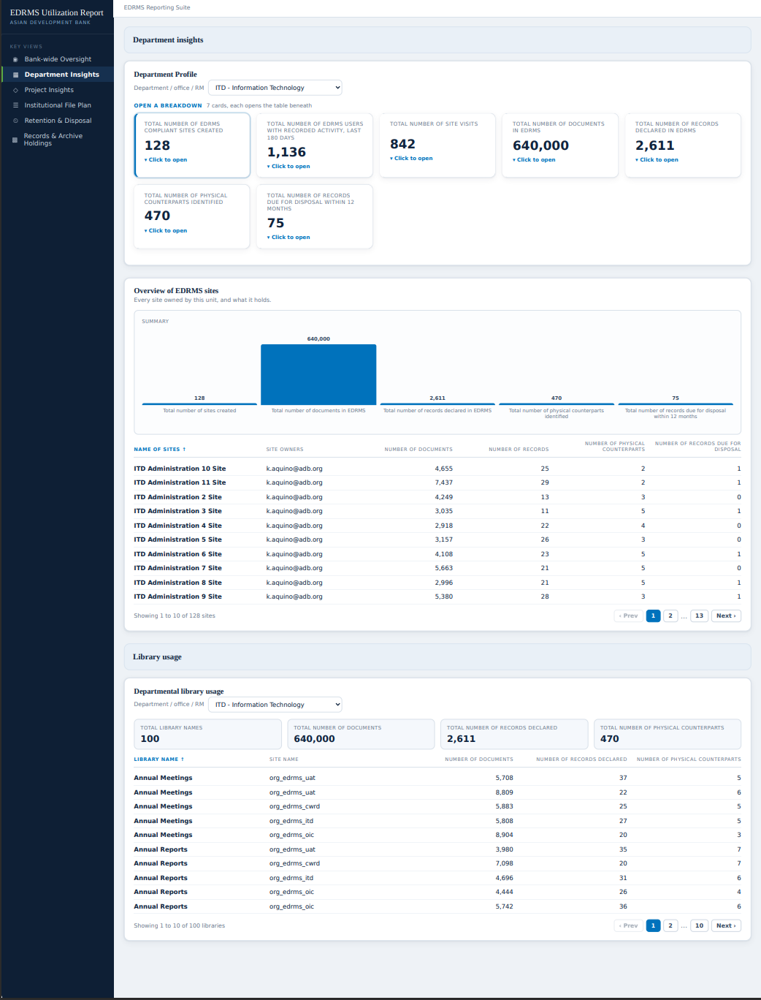 EDRMS Utilization Report
ASIAN DEVELOPMENT BANK
KEY VIEWS
Bank-wide Oversight
Department Insights
Project Insights
Institutional File Plan
Retention & Disposal
Records & Archive
Holdings
EDRMS Reporting Suite
Department insights
Department Profile
Department / office / RM ITD - Information Technology
OPEN A BREAKDOWN 7 cards, each opens the table beneath
TOTAL NUMBER OF EDRMS
COMPLIANT SITES CREATED
128
▾ Click to open
TOTAL NUMBER OF EDRMS USERS
WITH RECORDED ACTIVITY, LAST
180 DAYS
1,136
▾ Click to open
TOTAL NUMBER OF SITE VISITS
842
▾ Click to open
TOTAL NUMBER OF DOCUMENTS
IN EDRMS
640,000
▾ Click to open
TOTAL NUMBER OF RECORDS
DECLARED IN EDRMS
2,611
▾ Click to open
TOTAL NUMBER OF PHYSICAL
COUNTERPARTS IDENTIFIED
470
▾ Click to open
TOTAL NUMBER OF RECORDS
DUE FOR DISPOSAL WITHIN 12
MONTHS
75
▾ Click to open
Overview of EDRMS sites
Every site owned by this unit, and what it holds.
SUMMARY
128
Total number of sites created
640,000
Total number of documents in EDRMS
2,611
Total number of records declared in EDRMS
470
Total number of physical counterparts
identified
75
Total number of records due for disposal
within 12 months
NAME OF SITES ↑ SITE OWNERS NUMBER OF DOCUMENTS NUMBER OF RECORDS NUMBER OF PHYSICAL COUNTERPARTS NUMBER OF RECORDS DUE FOR DISPOSAL
ITD Administration 10 Site k.aquino@adb.org 4,655 25 2 1
ITD Administration 11 Site k.aquino@adb.org 7,437 29 2 1
ITD Administration 2 Site k.aquino@adb.org 4,249 13 3 0
ITD Administration 3 Site k.aquino@adb.org 3,035 11 5 1
ITD Administration 4 Site k.aquino@adb.org 2,918 22 4 0
ITD Administration 5 Site k.aquino@adb.org 3,157 26 3 0
ITD Administration 6 Site k.aquino@adb.org 4,108 23 5 1
ITD Administration 7 Site k.aquino@adb.org 5,663 21 5 0
ITD Administration 8 Site k.aquino@adb.org 2,996 21 5 1
ITD Administration 9 Site k.aquino@adb.org 5,380 28 3 1
Showing 1 to 10 of 128 sites ‹ Prev 1 2 … 13 Next ›
Library usage
Departmental library usage
Department / office / RM ITD - Information Technology
TOTAL LIBRARY NAMES
100
TOTAL NUMBER OF DOCUMENTS
640,000
TOTAL NUMBER OF RECORDS DECLARED
2,611
TOTAL NUMBER OF PHYSICAL COUNTERPARTS
470
LIBRARY NAME ↑ SITE NAME NUMBER OF DOCUMENTS NUMBER OF RECORDS DECLARED NUMBER OF PHYSICAL COUNTERPARTS
Annual Meetings org_edrms_uat 5,708 37 5
Annual Meetings org_edrms_uat 8,809 22 6
Annual Meetings org_edrms_cwrd 5,883 25 5
Annual Meetings org_edrms_itd 5,808 27 5
Annual Meetings org_edrms_oic 8,904 20 3
Annual Reports org_edrms_uat 3,980 35 7
Annual Reports org_edrms_cwrd 7,098 20 7
Annual Reports org_edrms_itd 4,696 31 6
Annual Reports org_edrms_oic 4,444 26 4
Annual Reports org_edrms_oic 5,742 36 6
Showing 1 to 10 of 100 libraries ‹ Prev 1 2 … 10 Next ›